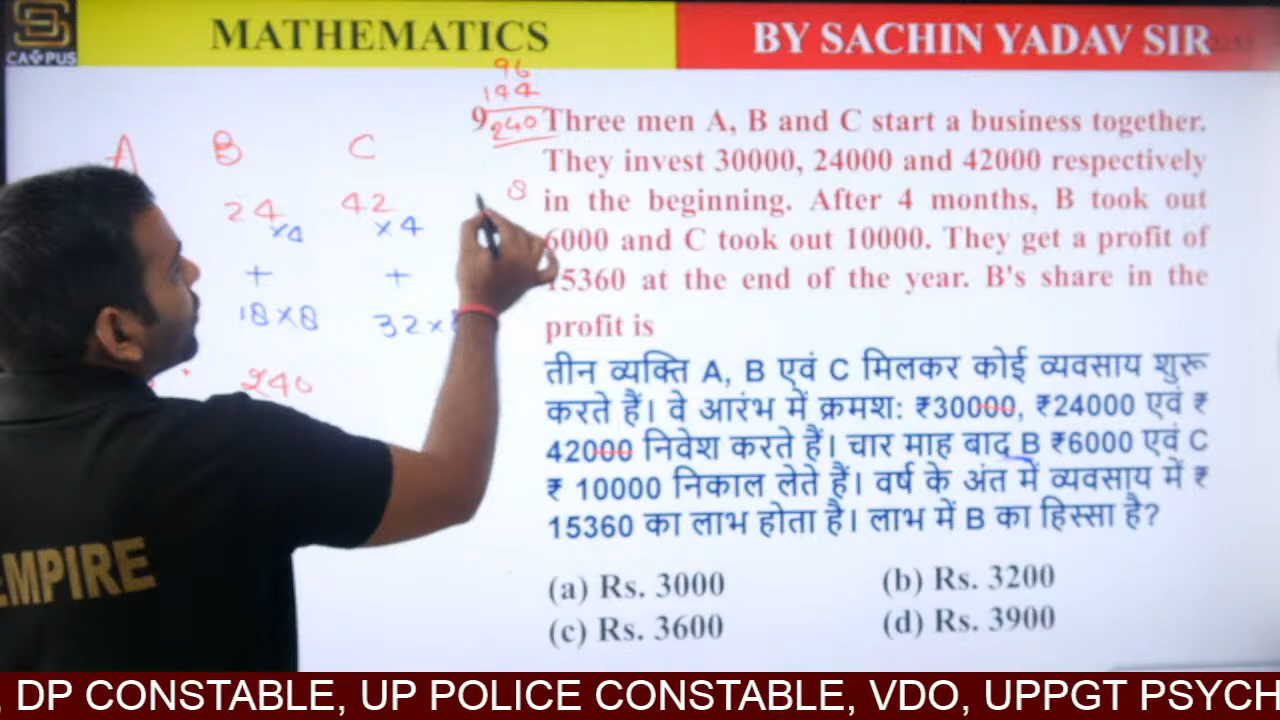 CAMPUS
MATHEMATICS
BY SACHIN YADAV SIR
96
144
240
9
Three men A, B and C start a business together.
They invest 30000, 24000 and 42000 respectively
in the beginning. After 4 months, B took out
6000 and C took out 10000. They get a profit of
15360 at the end of the year. B's share in the
profit is
A B C
24 42
×4 ×4
+ +
18×8 32×
240
8
तीन व्यक्ति A, B एवं C मिलकर कोई व्यवसाय शुरू
करते हैं। वे आरंभ में क्रमश: ₹30000, ₹24000 एवं ₹
42000 निवेश करते हैं। चार माह बाद B ₹6000 एवं C
₹ 10000 निकाल लेते हैं। वर्ष के अंत में व्यवसाय में ₹
15360 का लाभ होता है। लाभ में B का हिस्सा है?
(a) Rs. 3000 (b) Rs. 3200
(c) Rs. 3600 (d) Rs. 3900
EMPIRE
, DP CONSTABLE, UP POLICE CONSTABLE, VDO, UPPGT PSYCH